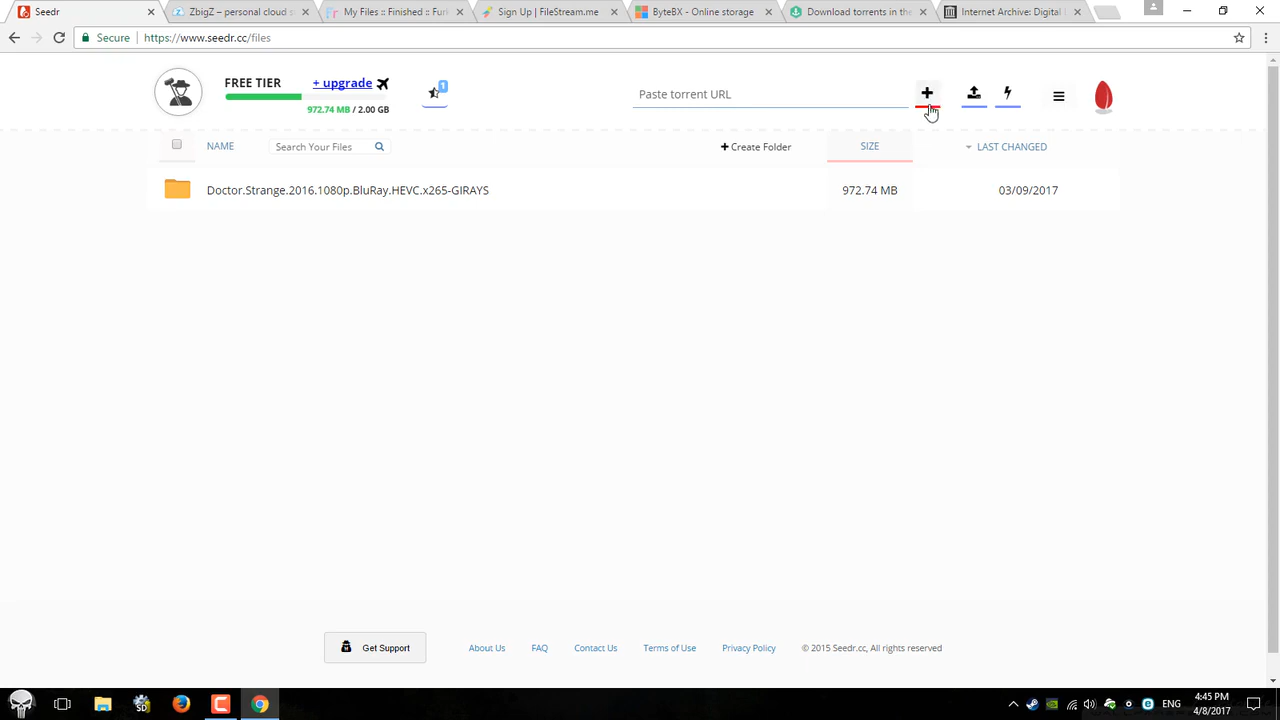 Seedr
ZbigZ – personal cloud s
My Files :: Finished :: Fur
Sign Up | FileStream.me
ByteBX - Online storage
Download torrents in the
Internet Archive: Digital
Secure
https://www.seedr.cc/files
FREE TIER
+ upgrade
1
972.74 MB / 2.00 GB
Paste torrent URL
NAME
Search Your Files
Create Folder
SIZE
LAST CHANGED
Doctor.Strange.2016.1080p.BluRay.HEVC.x265-GIRAYS
972.74 MB
03/09/2017
Get Support
About Us
FAQ
Contact Us
Terms of Use
Privacy Policy
© 2015 Seedr.cc, All rights reserved
ENG
4:45 PM
4/8/2017